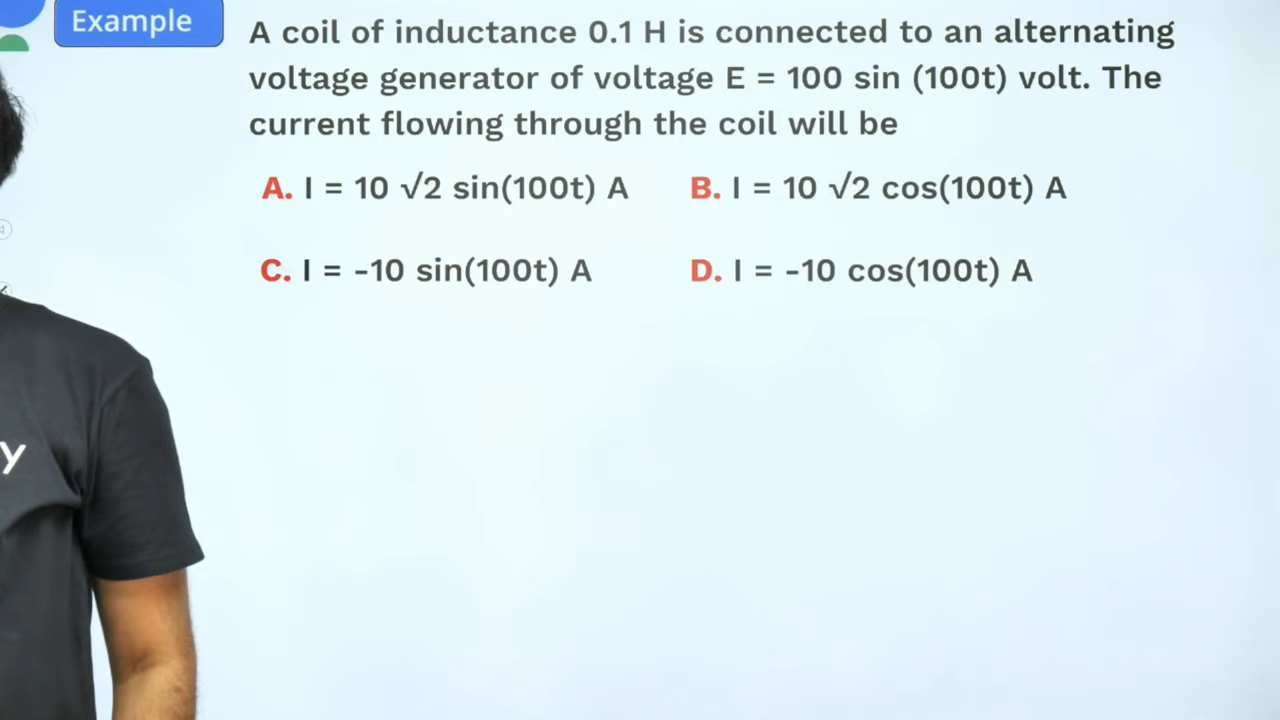 Example
A coil of inductance 0.1 H is connected to an alternating
voltage generator of voltage E = 100 sin (100t) volt. The
current flowing through the coil will be
A. I = 10 √2 sin(100t) A B. I = 10 √2 cos(100t) A
C. I = -10 sin(100t) A D. I = -10 cos(100t) A
y